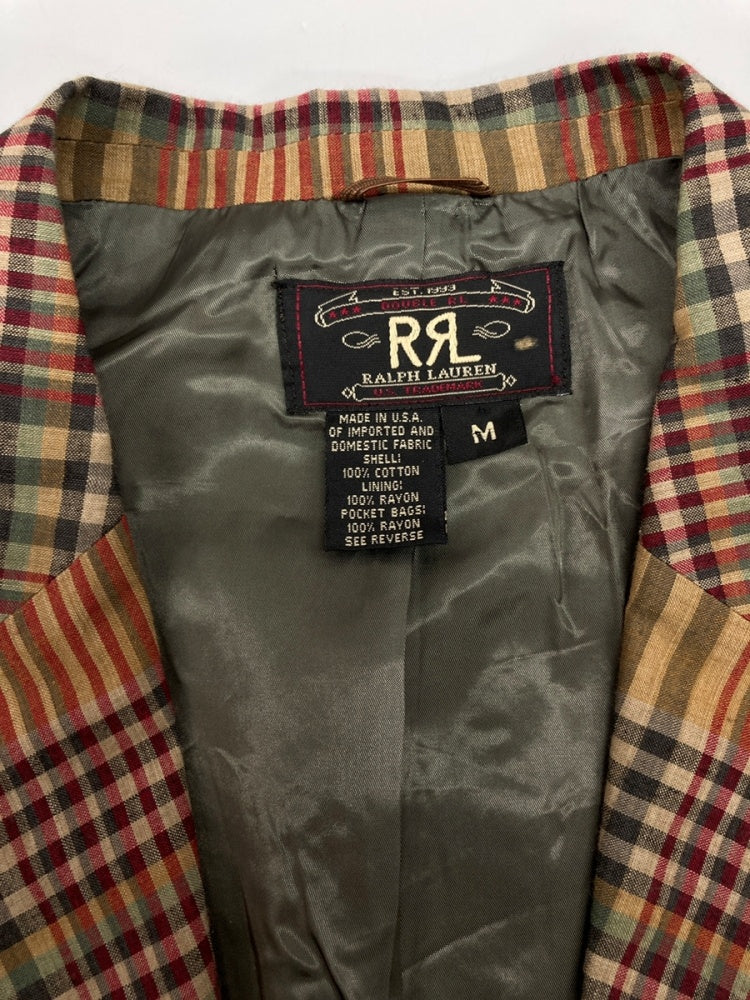 EST. 1993
DOUBLE RL
RRL
RALPH LAUREN
U.S. TRADEMARK
M
MADE IN U.S.A.
OF IMPORTED AND
DOMESTIC FABRIC
SHELL:
100% COTTON
LINING:
100% RAYON
POCKET BAGS:
100% RAYON
SEE REVERSE